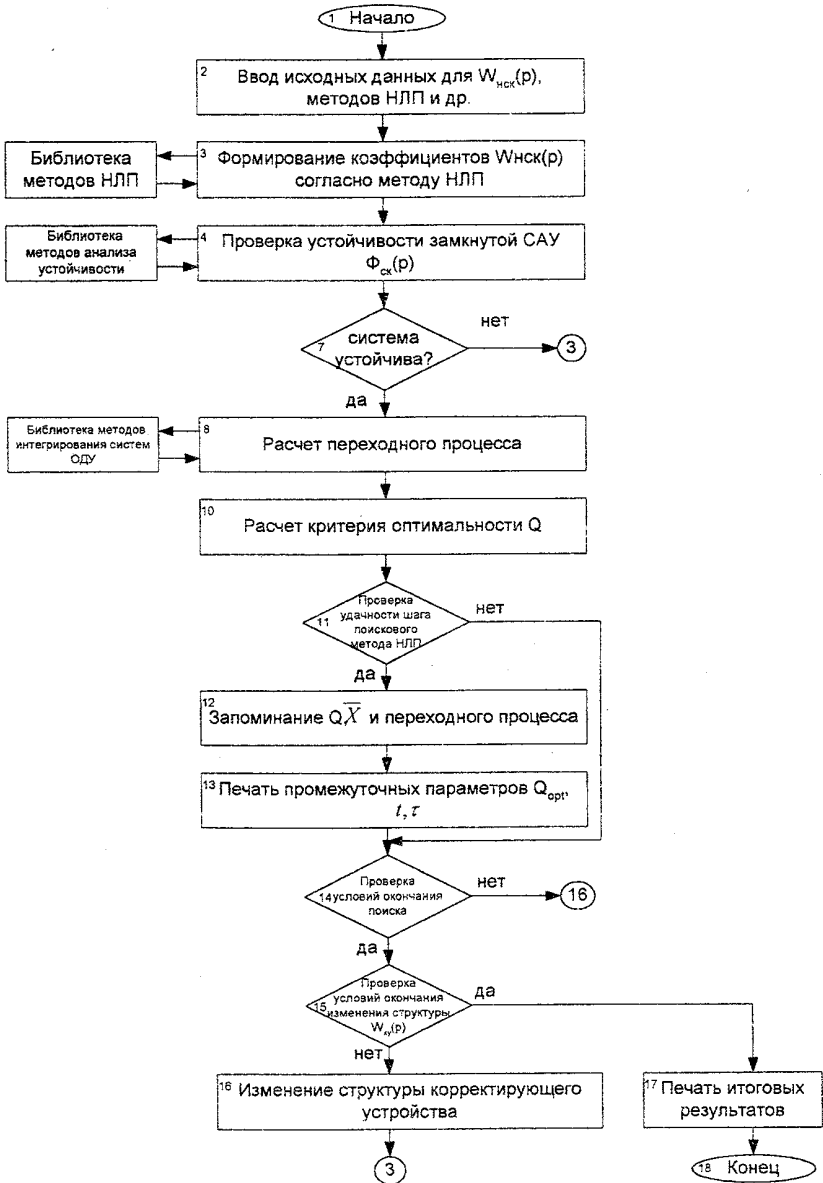 1 Начало
2 Ввод исходных данных для Wнск(р),
методов НЛП и др.
Библиотека
методов НЛП
3 Формирование коэффициентов Wнск(р)
согласно методу НЛП
Библиотека
методов анализа
устойчивости
4 Проверка устойчивости замкнутой САУ
Фск(р)
7 система
устойчива?
нет
3
да
Библиотека методов
интегрирования систем
ОДУ
8 Расчет переходного процесса
10 Расчет критерия оптимальности Q
Проверка
11 удачности шага
поискового
метода НЛП
нет
да
12 Запоминание Q X̅ и переходного процесса
13 Печать промежуточных параметров Qopt,
t, τ
Проверка
14 условий окончания
поиска
нет
16
да
Проверка
15 условий окончания
изменения структуры
Wку(р)
да
нет
16 Изменение структуры корректирующего
устройства
17 Печать итоговых
результатов
3
18 Конец